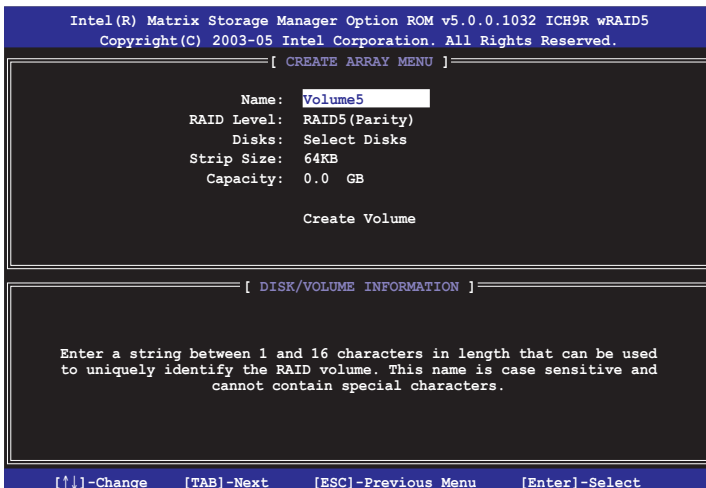 Intel(R) Matrix Storage Manager Option ROM v5.0.0.1032 ICH9R wRAID5
Copyright(C) 2003-05 Intel Corporation. All Rights Reserved.
[ CREATE ARRAY MENU ]
Name: Volume5
RAID Level: RAID5(Parity)
Disks: Select Disks
Strip Size: 64KB
Capacity: 0.0 GB
Create Volume
[ DISK/VOLUME INFORMATION ]
Enter a string between 1 and 16 characters in length that can be used
to uniquely identify the RAID volume. This name is case sensitive and
cannot contain special characters.
[↑↓]-Change [TAB]-Next [ESC]-Previous Menu [Enter]-Select